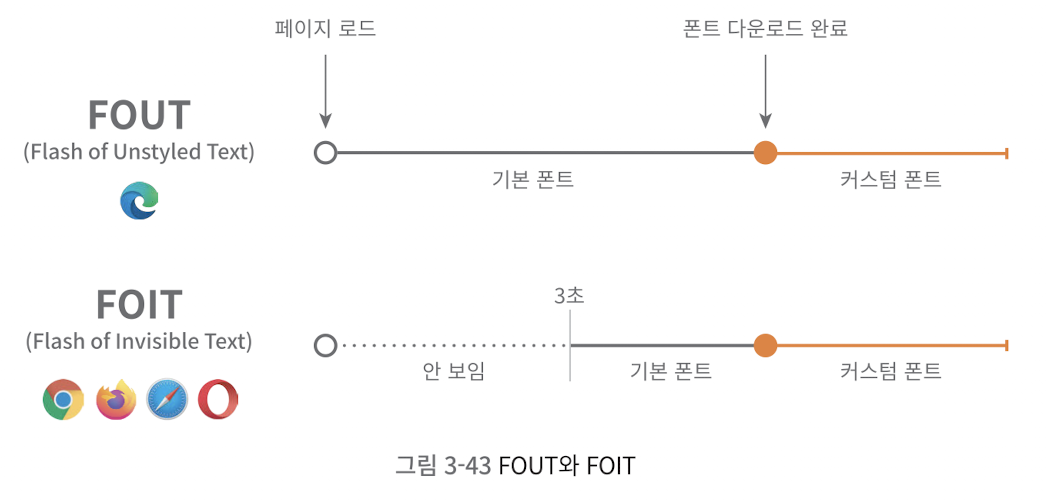 페이지 로드
폰트 다운로드 완료
FOUT
(Flash of Unstyled Text)
기본 폰트
커스텀 폰트
FOIT
(Flash of Invisible Text)
3초
안 보임
기본 폰트
커스텀 폰트
그림 3-43 FOUT와 FOIT